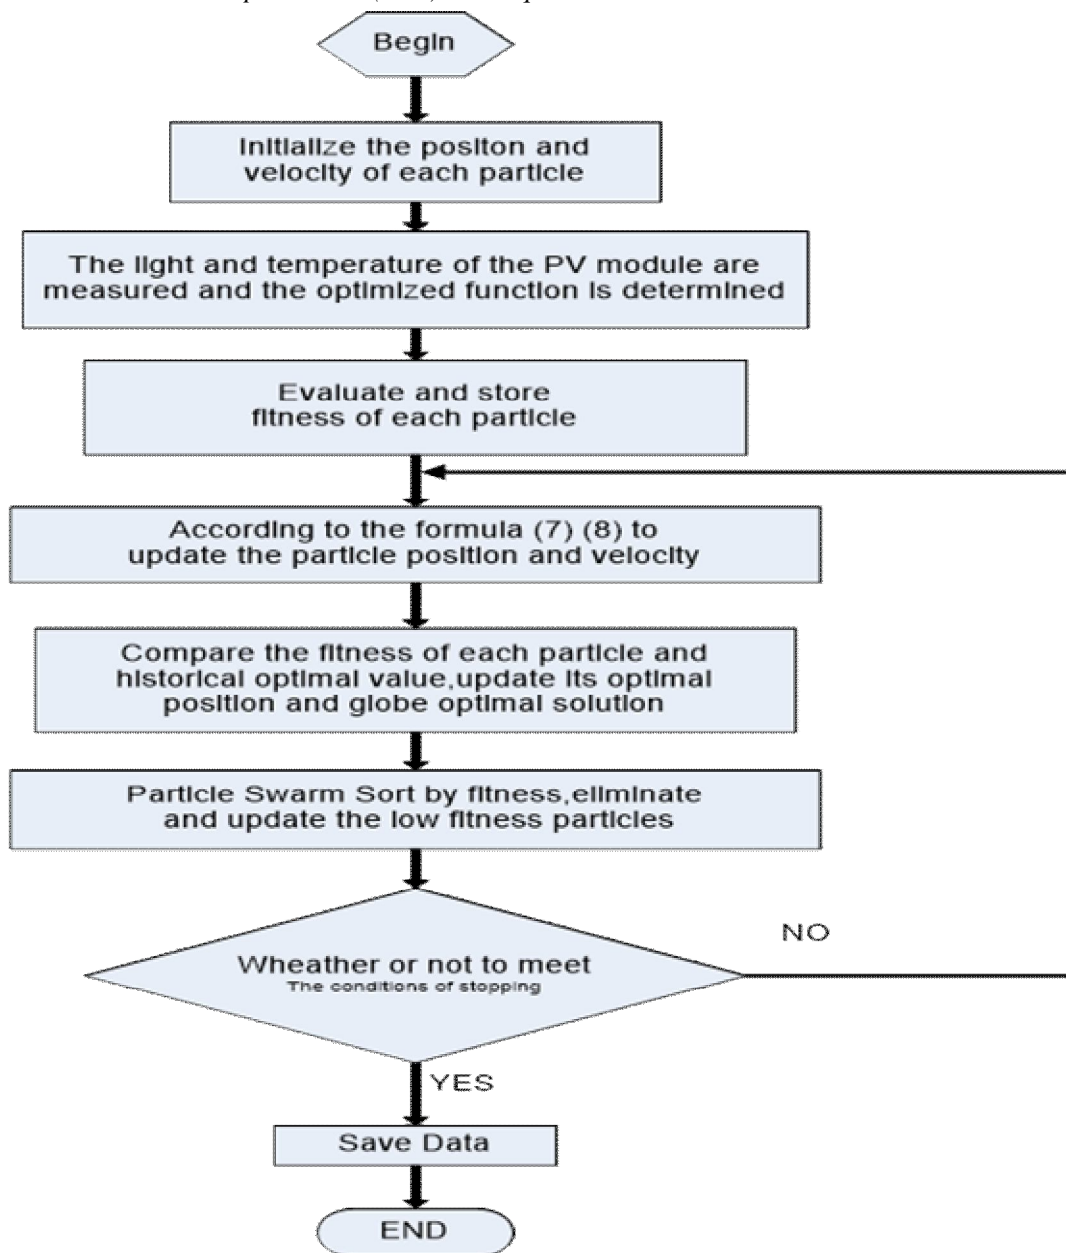 Begin
Initialize the positon and
velocity of each particle
The light and temperature of the PV module are
measured and the optimized function is determined
Evaluate and store
fitness of each particle
According to the formula (7) (8) to
update the particle position and velocity
Compare the fitness of each particle and
historical optimal value,update its optimal
position and globe optimal solution
Particle Swarm Sort by fitness,eliminate
and update the low fitness particles
Wheather or not to meet
The conditions of stopping
NO
YES
Save Data
END